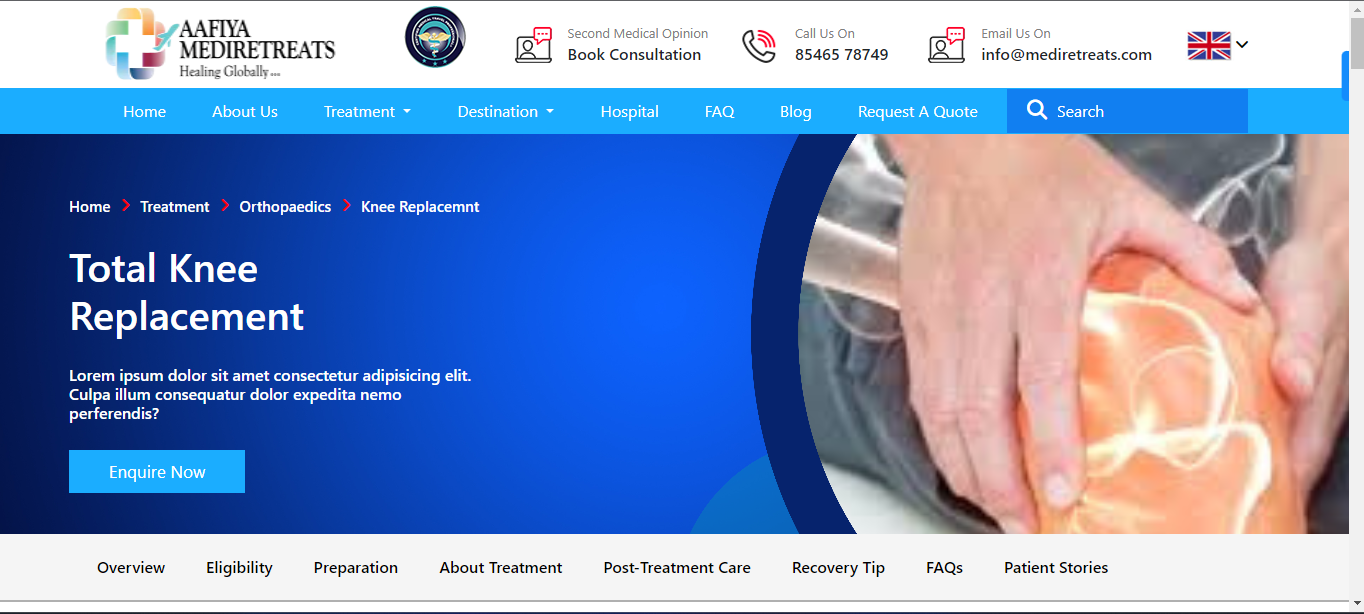 AAFIYA
MEDIRETREATS
Healing Globally...
Second Medical Opinion
Book Consultation
Call Us On
85465 78749
Email Us On
info@mediretreats.com
Home
About Us
Treatment
Destination
Hospital
FAQ
Blog
Request A Quote
Search
Home
Treatment
Orthopaedics
Knee Replacemnt
Total Knee
Replacement
Lorem ipsum dolor sit amet consectetur adipisicing elit.
Culpa illum consequatur dolor expedita nemo
perferendis?
Enquire Now
Overview
Eligibility
Preparation
About Treatment
Post-Treatment Care
Recovery Tip
FAQs
Patient Stories